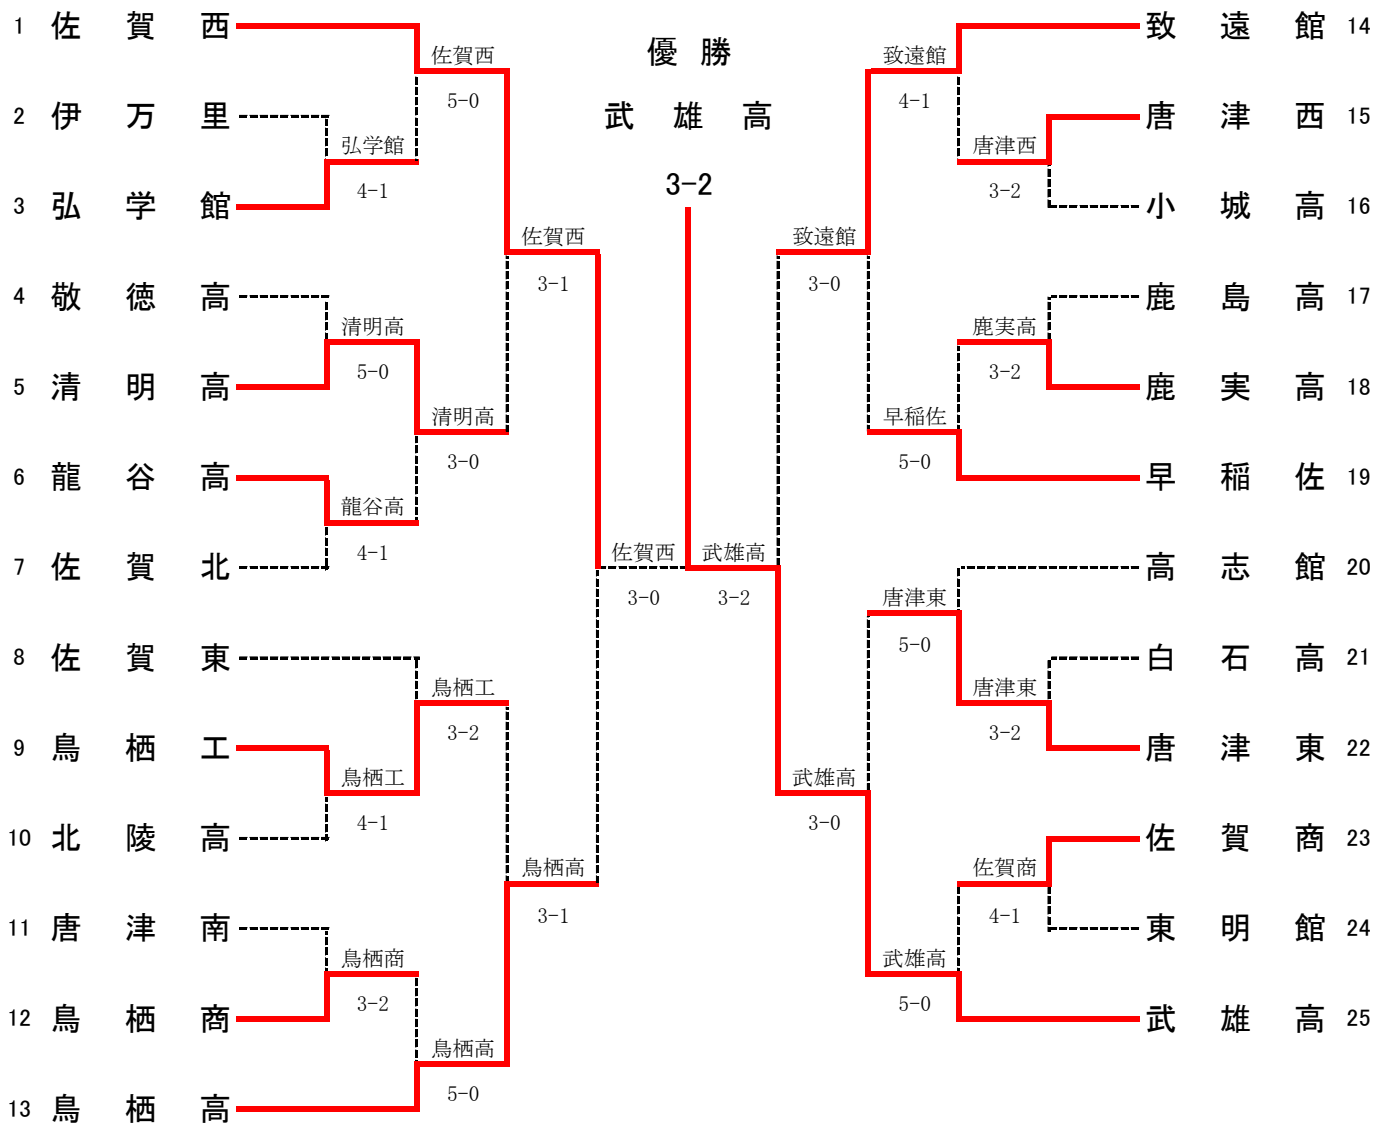 1 佐賀西
2 伊万里
3 弘学館
4 敬徳高
5 清明高
6 龍谷高
7 佐賀北
8 佐賀東
9 鳥栖工
10 北陵高
11 唐津南
12 鳥栖商
13 鳥栖高
弘学館
4-1
清明高
5-0
龍谷高
4-1
鳥栖工
4-1
鳥栖商
3-2
佐賀西
5-0
清明高
3-0
鳥栖工
3-2
鳥栖高
5-0
佐賀西
3-1
鳥栖高
3-1
佐賀西
3-0
優勝
武雄高
3-2
武雄高
3-2
致遠館
3-0
武雄高
3-0
致遠館
4-1
早稲佐
5-0
唐津東
5-0
武雄高
5-0
唐津西
3-2
鹿実高
3-2
唐津東
3-2
佐賀商
4-1
致遠館 14
唐津西 15
小城高 16
鹿島高 17
鹿実高 18
早稲佐 19
高志館 20
白石高 21
唐津東 22
佐賀商 23
東明館 24
武雄高 25